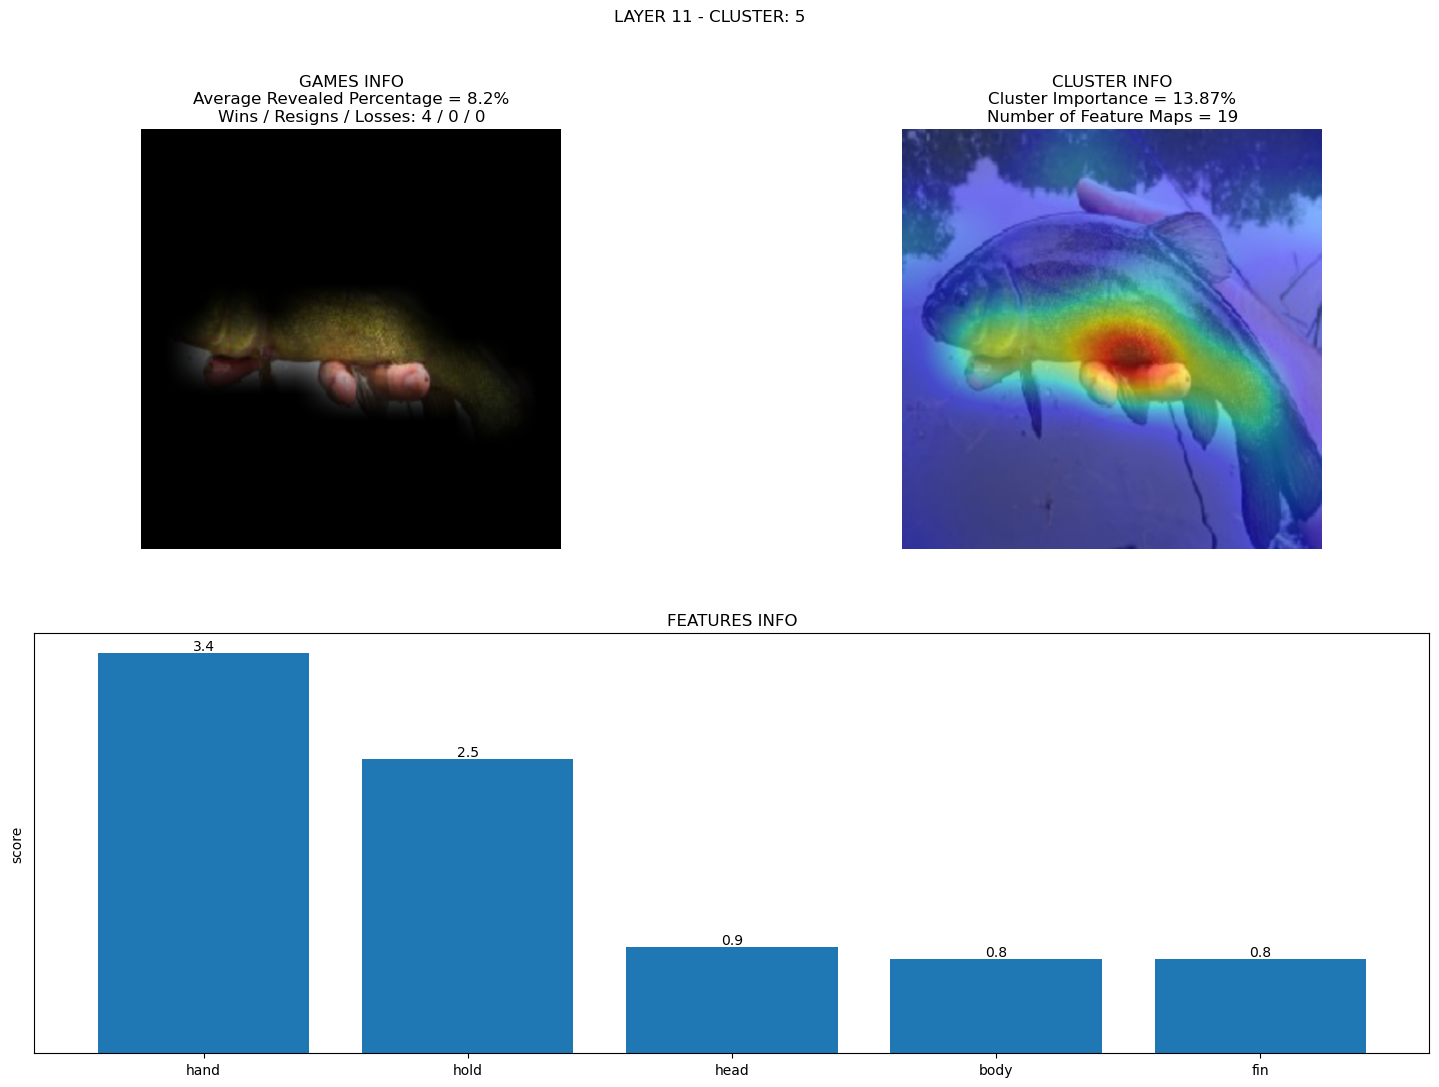 LAYER 11 - CLUSTER: 5
GAMES INFO
Average Revealed Percentage = 8.2%
Wins / Resigns / Losses: 4 / 0 / 0
CLUSTER INFO
Cluster Importance = 13.87%
Number of Feature Maps = 19
FEATURES INFO
score
3.4
2.5
0.9
0.8
0.8
hand
hold
head
body
fin